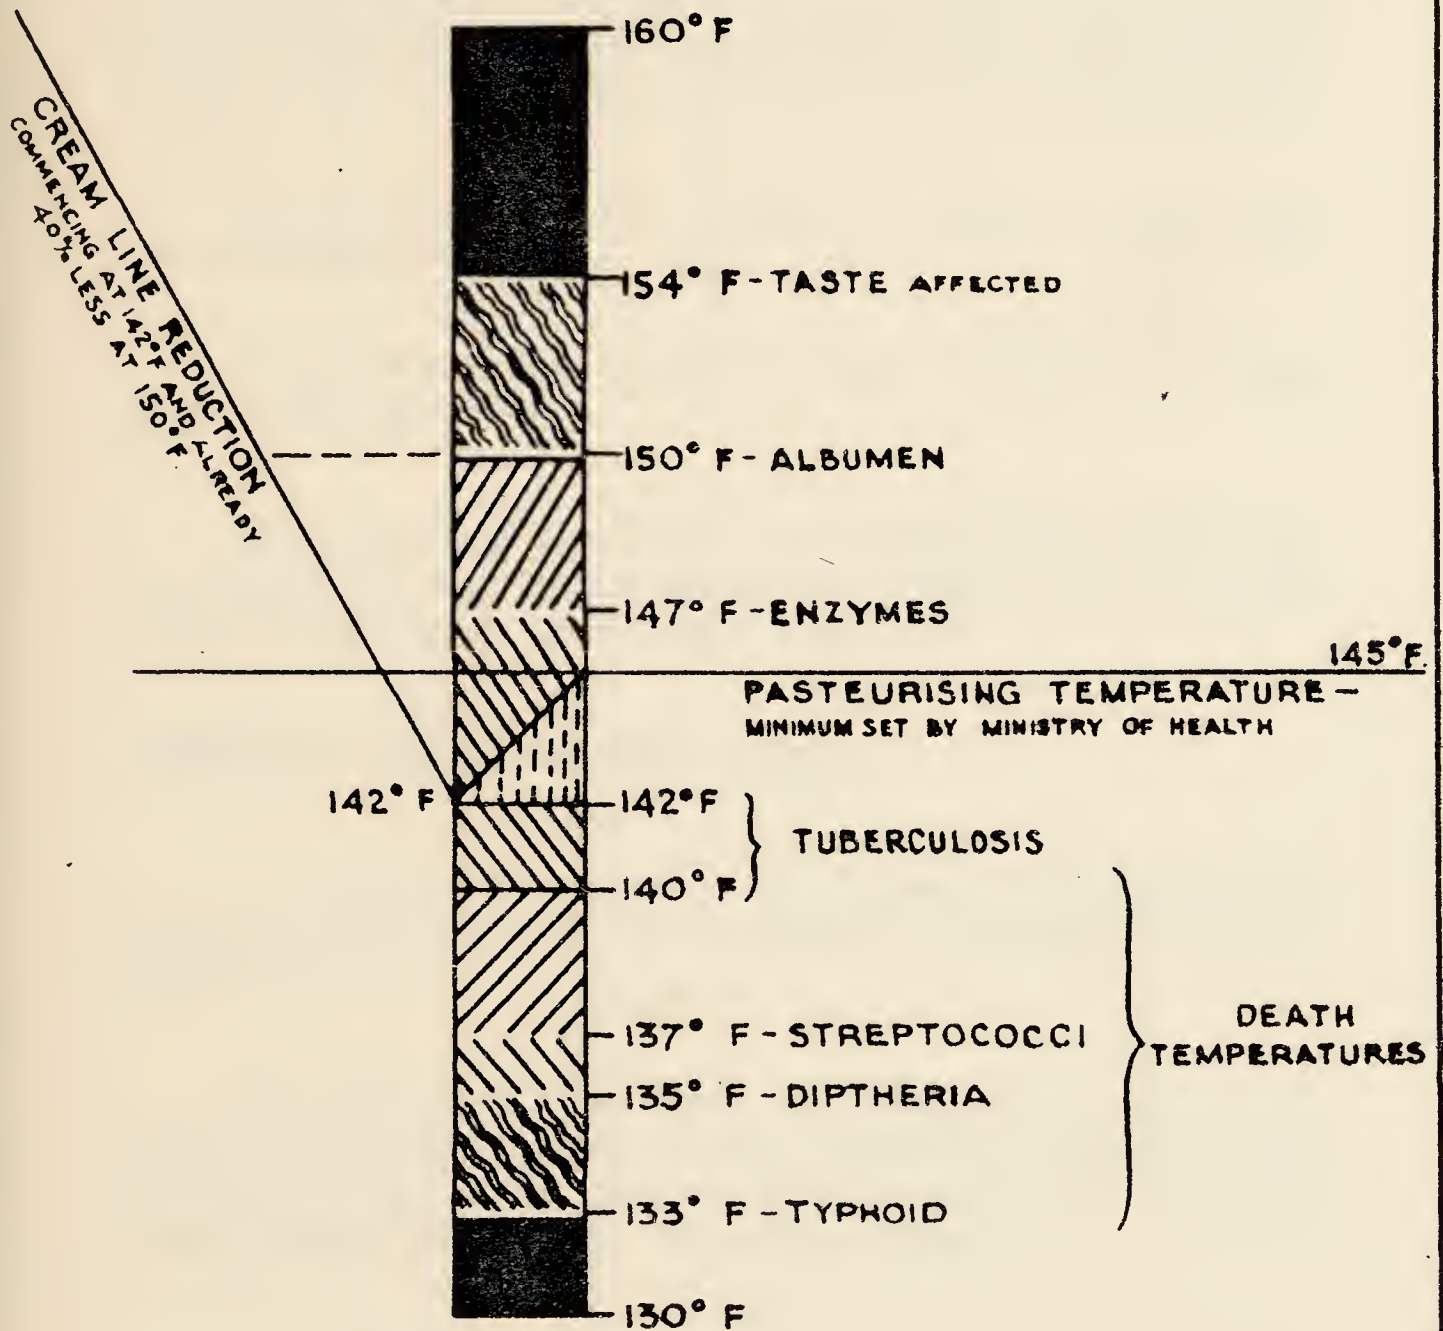 160° F
CREAM LINE REDUCTION
COMMENCING AT 142°F AND ALREADY
40% LESS AT 150°F
154° F - TASTE AFFECTED
150° F - ALBUMEN
147° F - ENZYMES
145°F.
PASTEURISING TEMPERATURE -
MINIMUM SET BY MINISTRY OF HEALTH
142° F
142° F
TUBERCULOSIS
140° F
137° F - STREPTOCOCCI
DEATH
TEMPERATURES
135° F - DIPTHERIA
133° F - TYPHOID
130° F